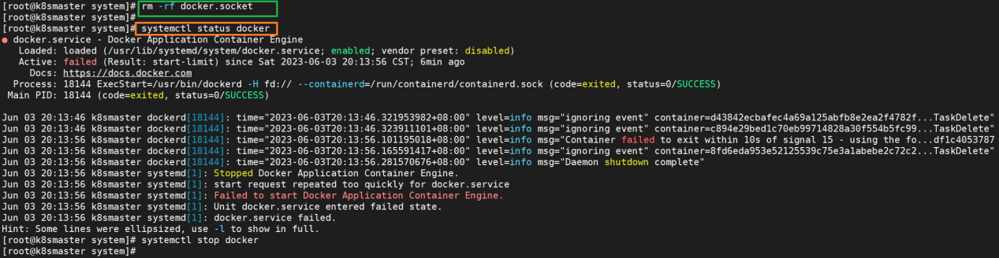 [root@k8smaster system]# rm -rf docker.socket
[root@k8smaster system]#
[root@k8smaster system]# systemctl status docker
● docker.service - Docker Application Container Engine
Loaded: loaded (/usr/lib/systemd/system/docker.service; enabled; vendor preset: disabled)
Active: failed (Result: start-limit) since Sat 2023-06-03 20:13:56 CST; 6min ago
Docs: https://docs.docker.com
Process: 18144 ExecStart=/usr/bin/dockerd -H fd:// --containerd=/run/containerd/containerd.sock (code=exited, status=0/SUCCESS)
Main PID: 18144 (code=exited, status=0/SUCCESS)
Jun 03 20:13:46 k8smaster dockerd[18144]: time="2023-06-03T20:13:46.321953982+08:00" level=info msg="ignoring event" container=d43842ecbafec4a69a125abfb8e2ea2f4782f...TaskDelete"
Jun 03 20:13:46 k8smaster dockerd[18144]: time="2023-06-03T20:13:46.323911101+08:00" level=info msg="ignoring event" container=c894e29bed1c70eb99714828a30f554b5fc99...TaskDelete"
Jun 03 20:13:56 k8smaster dockerd[18144]: time="2023-06-03T20:13:56.101195018+08:00" level=info msg="Container failed to exit within 10s of signal 15 - using the fo...df1c4053787
Jun 03 20:13:56 k8smaster dockerd[18144]: time="2023-06-03T20:13:56.165591417+08:00" level=info msg="ignoring event" container=8fd6eda953e52125539c75e3a1abebe2c72c2...TaskDelete"
Jun 03 20:13:56 k8smaster dockerd[18144]: time="2023-06-03T20:13:56.281570676+08:00" level=info msg="Daemon shutdown complete"
Jun 03 20:13:56 k8smaster systemd[1]: Stopped Docker Application Container Engine.
Jun 03 20:13:56 k8smaster systemd[1]: start request repeated too quickly for docker.service
Jun 03 20:13:56 k8smaster systemd[1]: Failed to start Docker Application Container Engine.
Jun 03 20:13:56 k8smaster systemd[1]: Unit docker.service entered failed state.
Jun 03 20:13:56 k8smaster systemd[1]: docker.service failed.
Hint: Some lines were ellipsized, use -l to show in full.
[root@k8smaster system]# systemctl stop docker
[root@k8smaster system]#